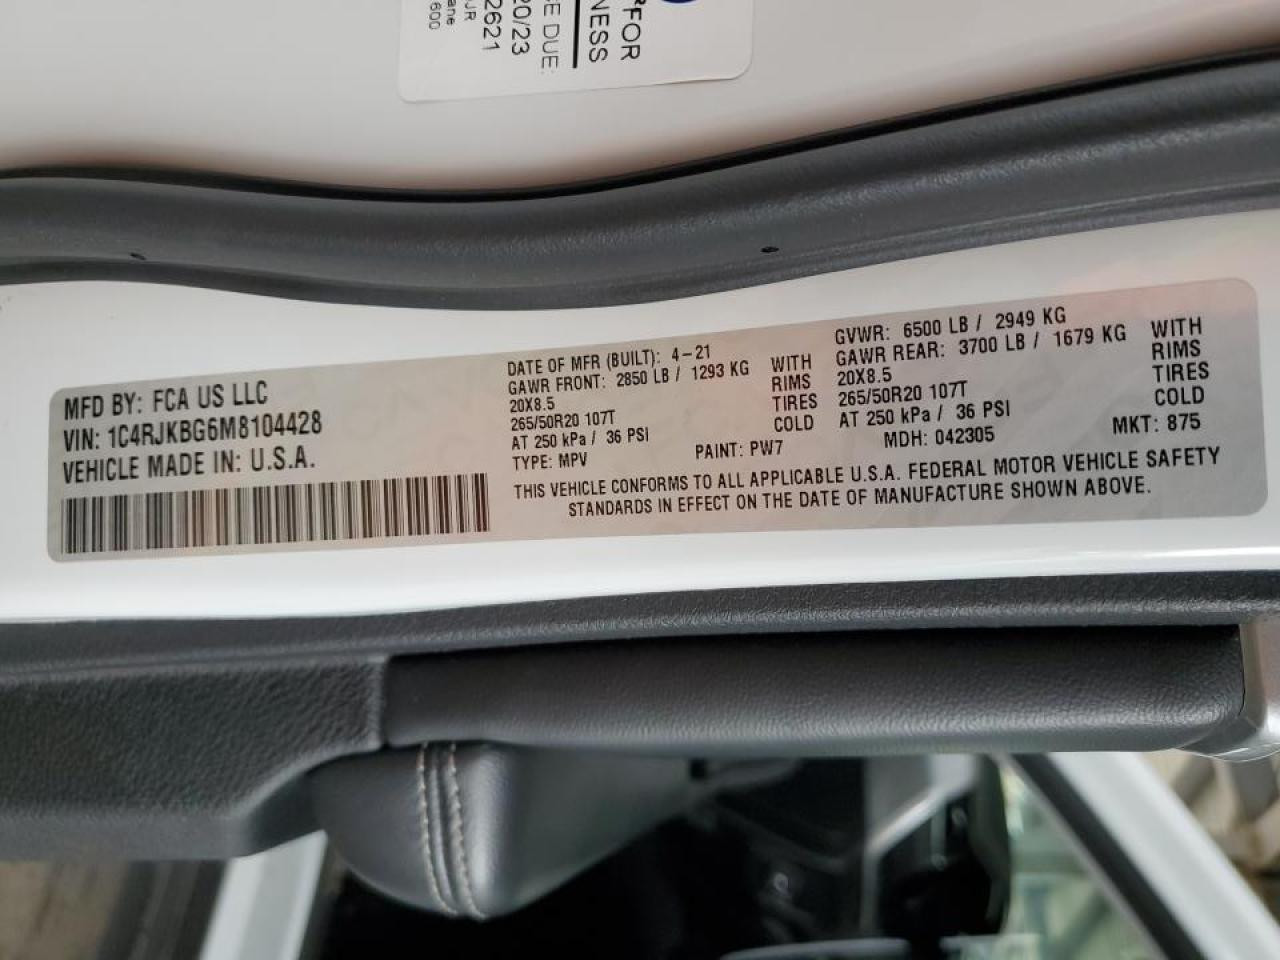 R FOR
NESS
E DUE:
20/23
2621
UR
ane
600
MFD BY: FCA US LLC
VIN: 1C4RJKBG6M8104428
VEHICLE MADE IN: U.S.A.
DATE OF MFR (BUILT): 4-21
GAWR FRONT: 2850 LB / 1293 KG WITH
20X8.5 RIMS
265/50R20 107T TIRES
AT 250 kPa / 36 PSI COLD
TYPE: MPV PAINT: PW7
GVWR: 6500 LB / 2949 KG
GAWR REAR: 3700 LB / 1679 KG WITH
20X8.5 RIMS
265/50R20 107T TIRES
AT 250 kPa / 36 PSI COLD
MDH: 042305 MKT: 875
THIS VEHICLE CONFORMS TO ALL APPLICABLE U.S.A. FEDERAL MOTOR VEHICLE SAFETY
STANDARDS IN EFFECT ON THE DATE OF MANUFACTURE SHOWN ABOVE.